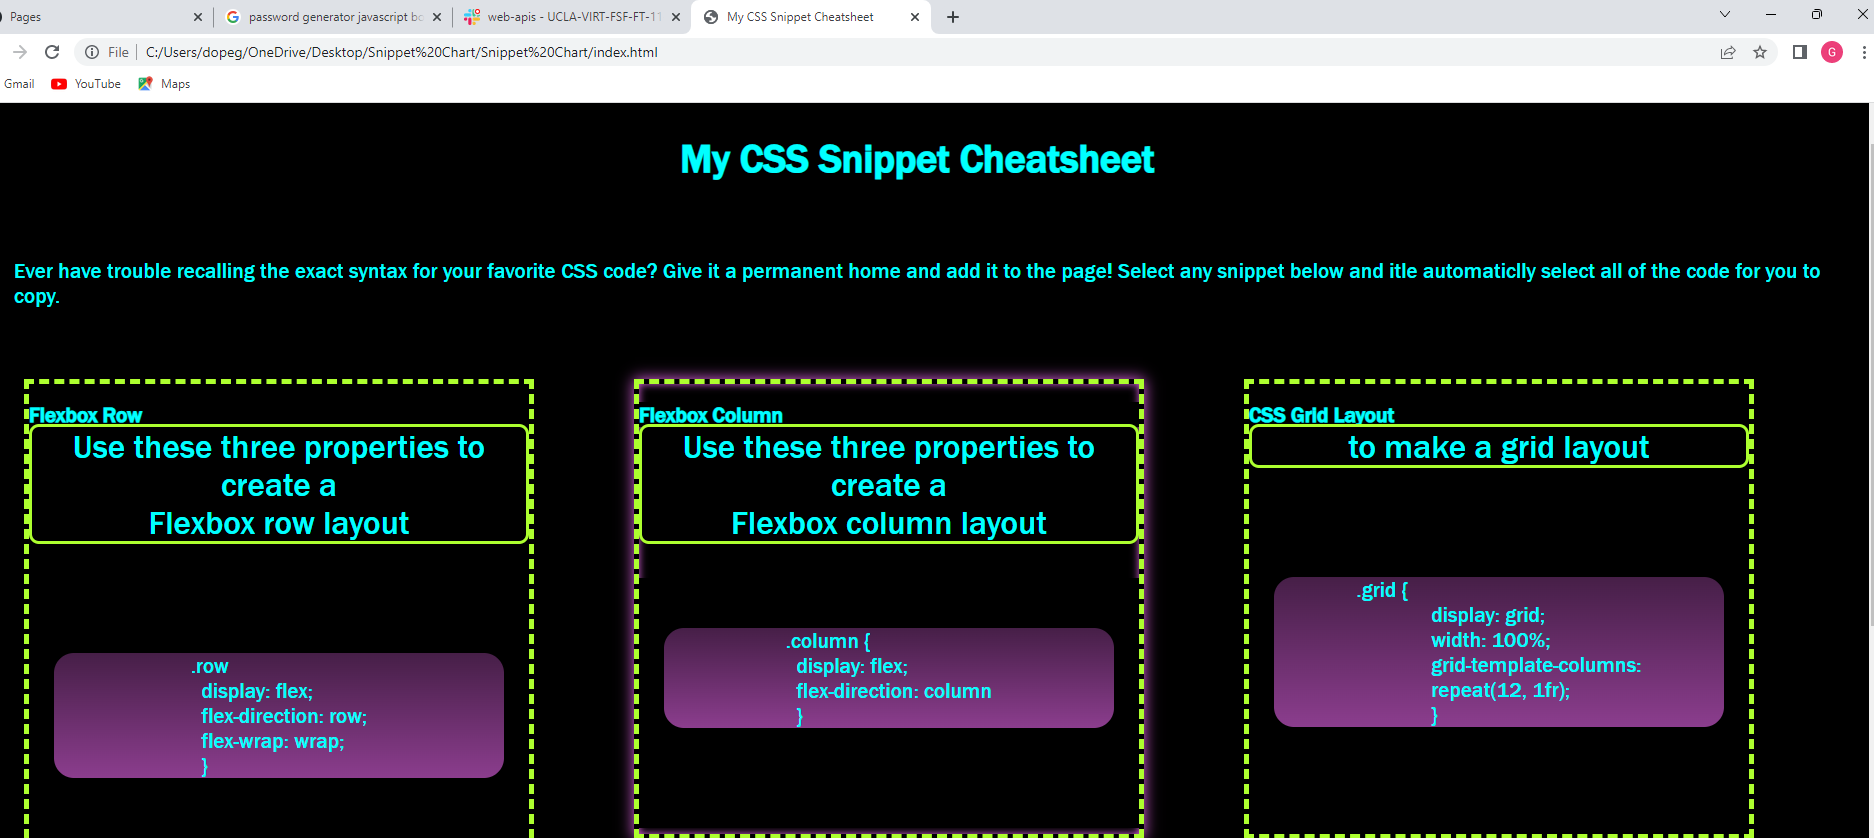 Pages
password generator javascript bo
web-apis - UCLA-VIRT-FSF-FT-11
My CSS Snippet Cheatsheet
File
C:/Users/dopeg/OneDrive/Desktop/Snippet%20Chart/Snippet%20Chart/index.html
G
Gmail
YouTube
Maps
My CSS Snippet Cheatsheet
Ever have trouble recalling the exact syntax for your favorite CSS code? Give it a permanent home and add it to the page! Select any snippet below and itle automaticlly select all of the code for you to
copy.
Flexbox Row
Use these three properties to
create a
Flexbox row layout
.row
display: flex;
flex-direction: row;
flex-wrap: wrap;
}
Flexbox Column
Use these three properties to
create a
Flexbox column layout
.column {
display: flex;
flex-direction: column
}
CSS Grid Layout
to make a grid layout
.grid {
display: grid;
width: 100%;
grid-template-columns:
repeat(12, 1fr);
}